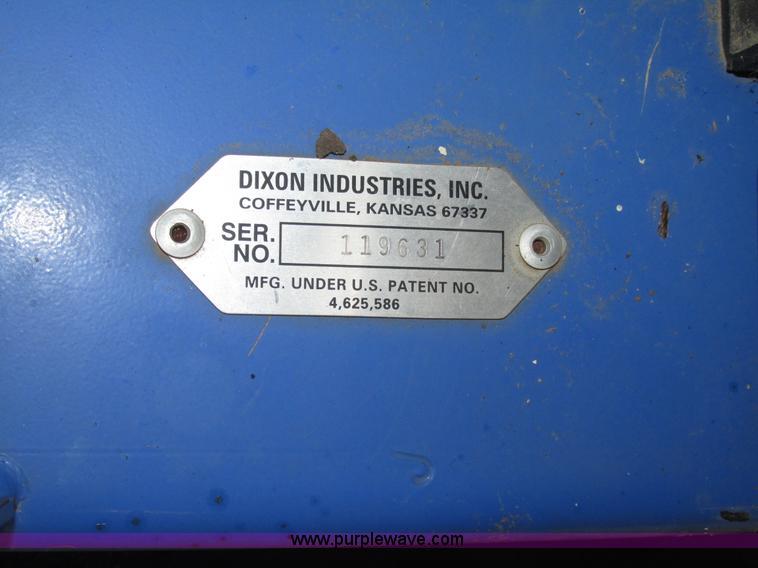 DIXON INDUSTRIES, INC.
COFFEYVILLE, KANSAS 67337
SER. NO. 119631
MFG. UNDER U.S. PATENT NO.
4,625,586
www.purplewave.com